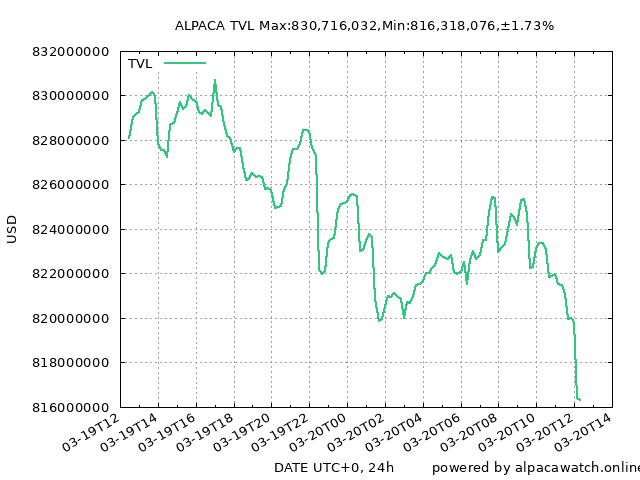 ALPACA TVL Max:830,716,032,Min:816,318,076,±1.73%
TVL
832000000
830000000
828000000
826000000
824000000
822000000
820000000
818000000
816000000
USD
03-19T12
03-19T14
03-19T16
03-19T18
03-19T20
03-19T22
03-20T00
03-20T02
03-20T04
03-20T06
03-20T08
03-20T10
03-20T12
03-20T14
DATE UTC+0, 24h
powered by alpacawatch.online